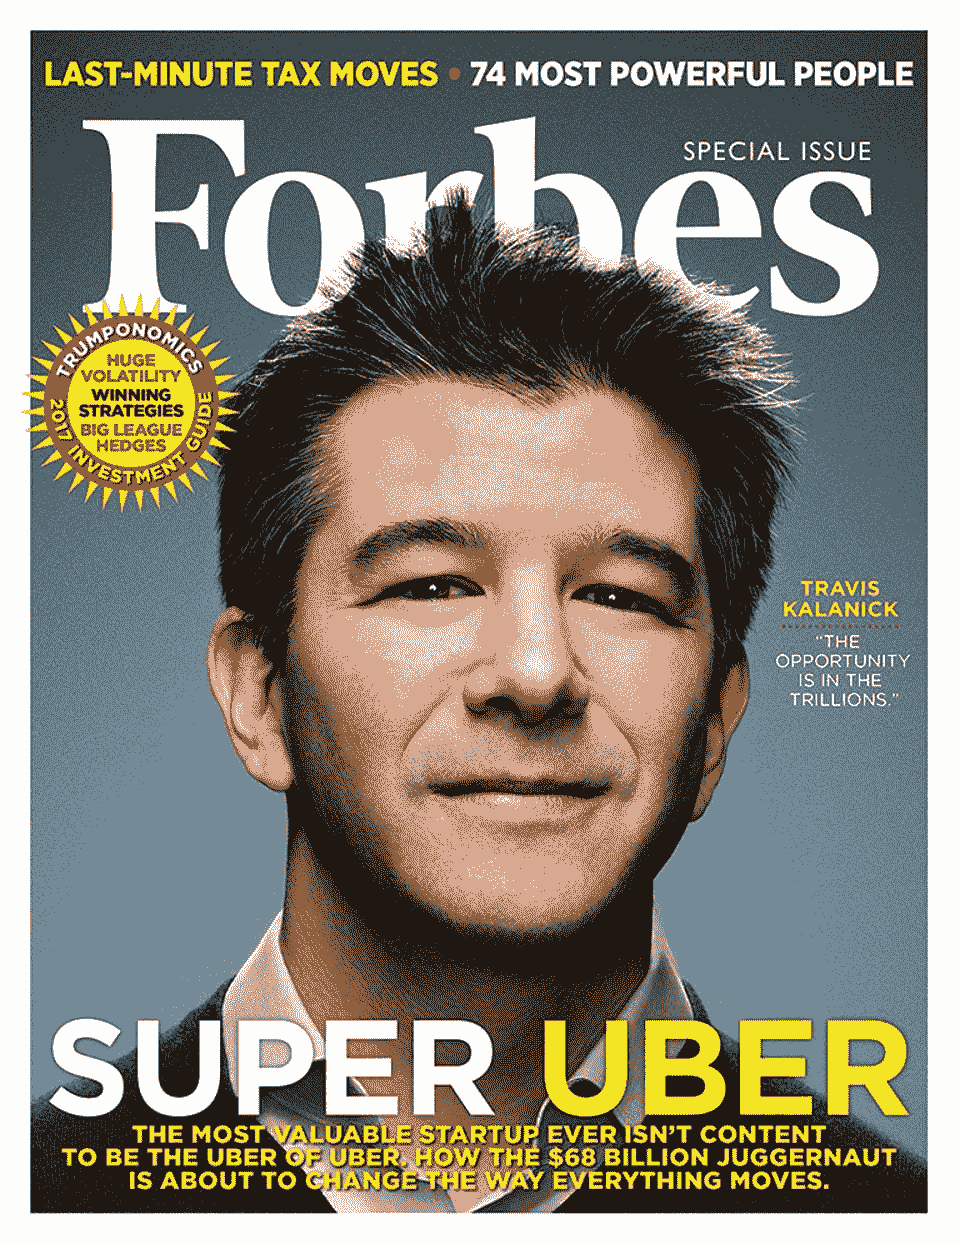 LAST-MINUTE TAX MOVES • 74 MOST POWERFUL PEOPLE
Forbes
SPECIAL ISSUE
TRUMPONOMICS
HUGE
VOLATILITY
WINNING
STRATEGIES
BIG LEAGUE
HEDGES
2017 INVESTMENT GUIDE
TRAVIS
KALANICK
“THE
OPPORTUNITY
IS IN THE
TRILLIONS.”
SUPER UBER
THE MOST VALUABLE STARTUP EVER ISN’T CONTENT
TO BE THE UBER OF UBER. HOW THE $68 BILLION JUGGERNAUT
IS ABOUT TO CHANGE THE WAY EVERYTHING MOVES.